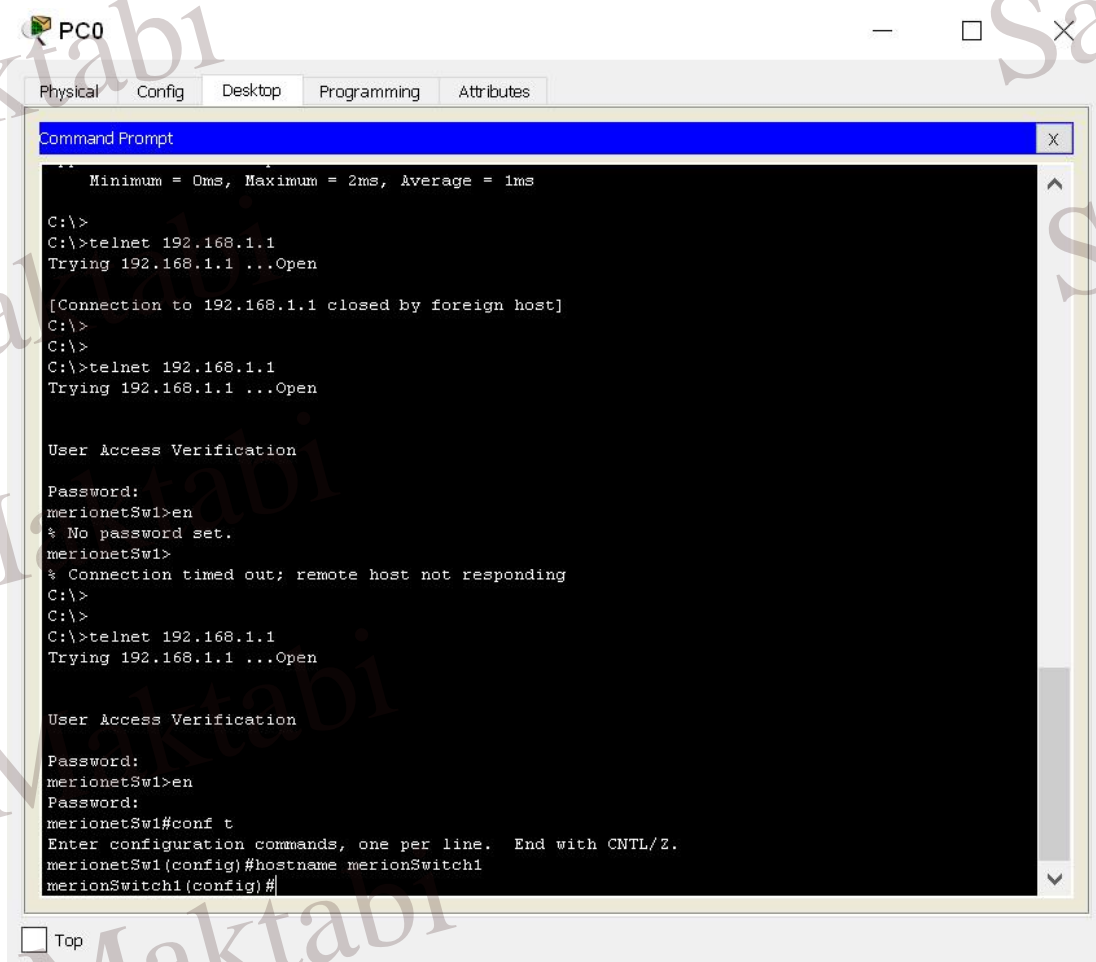 PC0
Physical Config Desktop Programming Attributes
Command Prompt
X
Minimum = 0ms, Maximum = 2ms, Average = 1ms
C:\>
C:\>telnet 192.168.1.1
Trying 192.168.1.1 ...Open
[Connection to 192.168.1.1 closed by foreign host]
C:\>
C:\>
C:\>telnet 192.168.1.1
Trying 192.168.1.1 ...Open
User Access Verification
Password:
merionetSw1>en
% No password set.
merionetSw1>
% Connection timed out; remote host not responding
C:\>
C:\>
C:\>telnet 192.168.1.1
Trying 192.168.1.1 ...Open
User Access Verification
Password:
merionetSw1>en
Password:
merionetSw1#conf t
Enter configuration commands, one per line.  End with CNTL/Z.
merionetSw1(config)#hostname merionSwitch1
merionSwitch1(config)#
Top
Maktabi
Maktabi
Maktabi
Maktabi